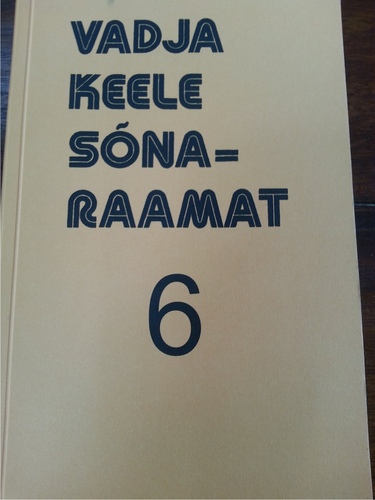 VADJA
KEELE
SÕNA=
RAAMAT
6